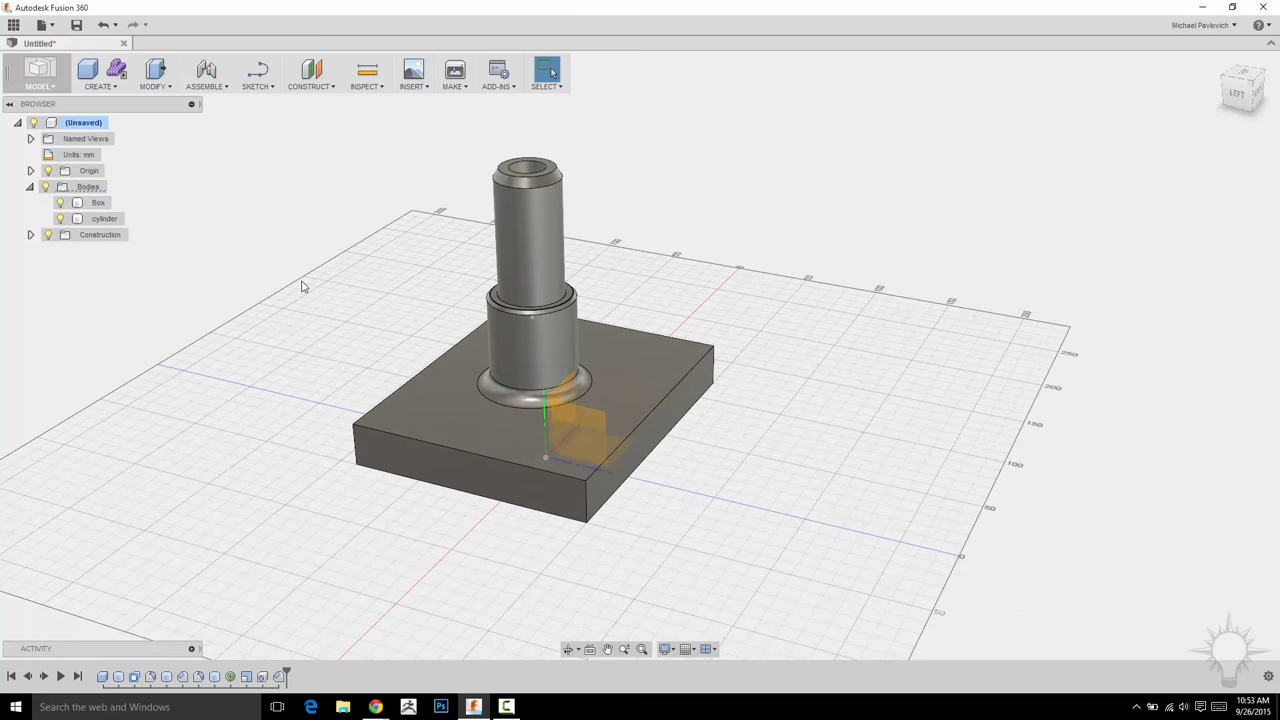 Autodesk Fusion 360
Michael Pavlovich
Untitled*
MODEL
CREATE
MODIFY
ASSEMBLE
SKETCH
CONSTRUCT
INSPECT
INSERT
MAKE
ADD-INS
SELECT
LEFT
BROWSER
(Unsaved)
Named Views
Units: mm
Origin
Bodies
Box
cylinder
Construction
250
200
150
100
50
0
50
ACTIVITY
Search the web and Windows
10:53 AM
9/26/2015